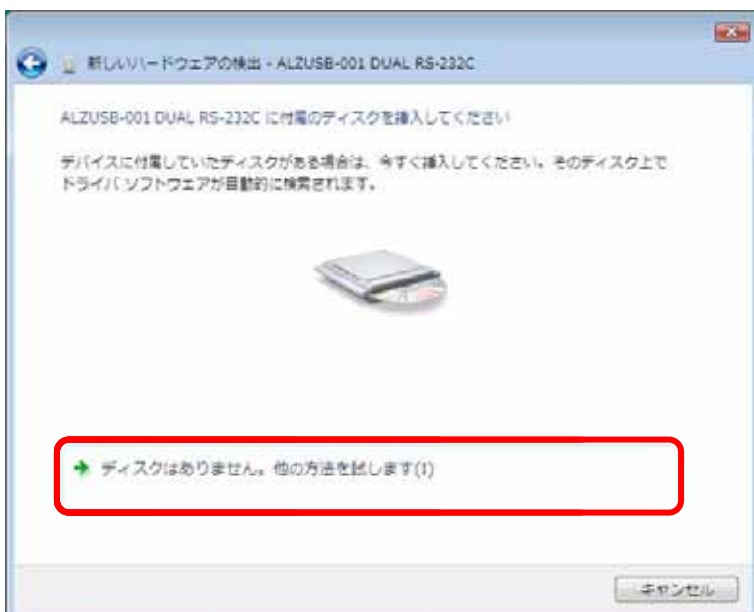 新しいハードウェアの検出 - ALZUSB-001 DUAL RS-232C
ALZUSB-001 DUAL RS-232C に付属のディスクを挿入してください
デバイスに付属していたディスクがある場合は、今すぐ挿入してください。そのディスク上で
ドライバ ソフトウェアが自動的に検索されます。
ディスクはありません。他の方法を試します(I)
キャンセル